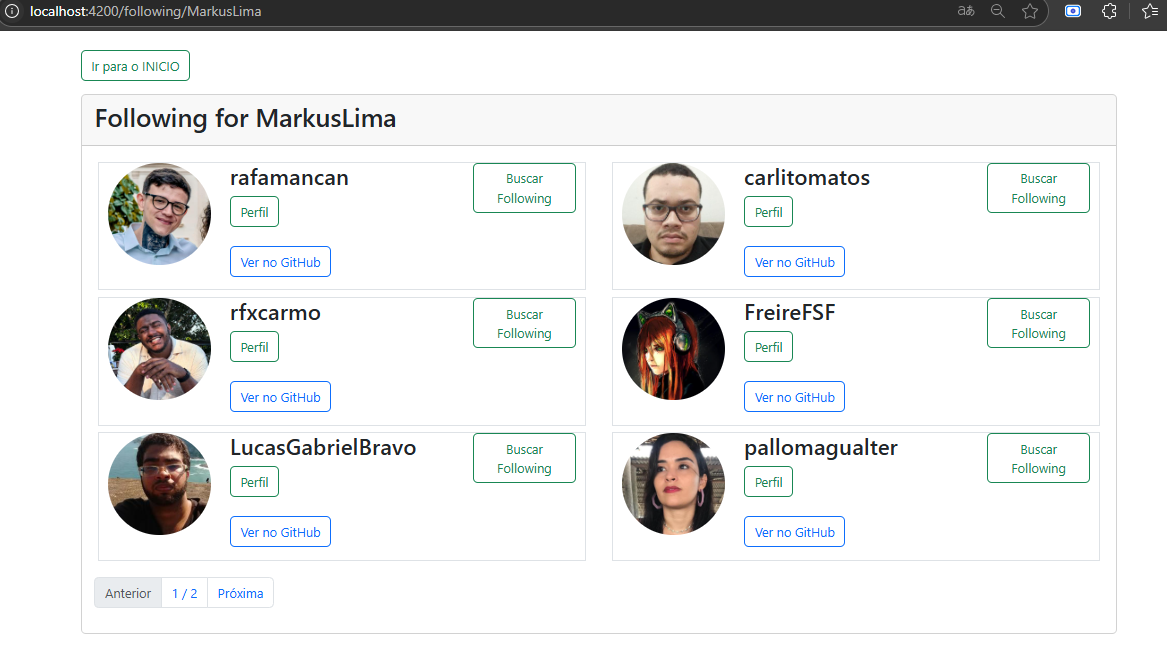 localhost:4200/following/MarkusLima
aあ
Ir para o INICIO
Following for MarkusLima
rafamancan
Perfil
Ver no GitHub
Buscar
Following
carlitomatos
Perfil
Ver no GitHub
Buscar
Following
rfxcarmo
Perfil
Ver no GitHub
Buscar
Following
FreireFSF
Perfil
Ver no GitHub
Buscar
Following
LucasGabrielBravo
Perfil
Ver no GitHub
Buscar
Following
pallomagualter
Perfil
Ver no GitHub
Buscar
Following
Anterior
1 / 2
Próxima